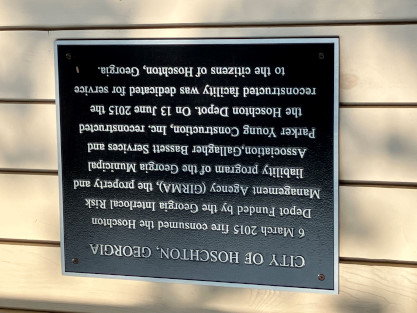 CITY OF HOSCHTON, GEORGIA
6 March 2015 fire consumed the Hoschton
Depot Funded by the Georgia Interlocal Risk
Management Agency (GIRMA), the property and
liability program of the Georgia Municipal
Association,Gallagher Bassett Services and
Parker Young Construction, Inc. reconstructed
the Hoschton Depot. On 13 June 2015 the
reconstructed facility was dedicated for service
to the citizens of Hoschton, Georgia.